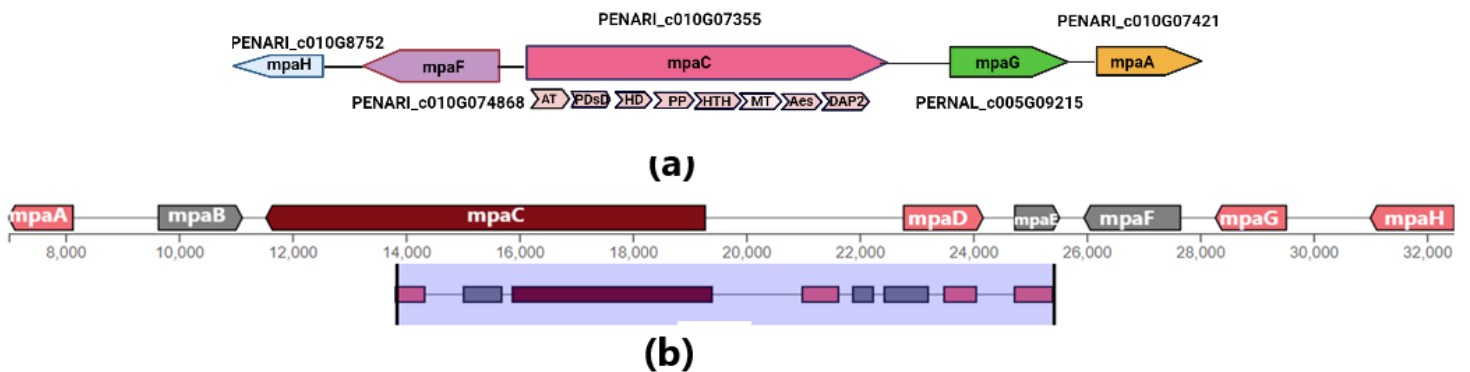 PENARI_c010G07355
PENARI_c010G07421
PENARI_c010G8752
mpaH
mpaF
mpaC
mpaG
mpaA
PENARI_c010G074868
AT
PDsD
HD
PP
HTH
MT
Aes
DAP2
PERNAL_c005G09215
(a)
mpaA
mpaB
mpaC
mpaD
mpaE
mpaF
mpaG
mpaH
8,000
10,000
12,000
14,000
16,000
18,000
20,000
22,000
24,000
26,000
28,000
30,000
32,000
(b)